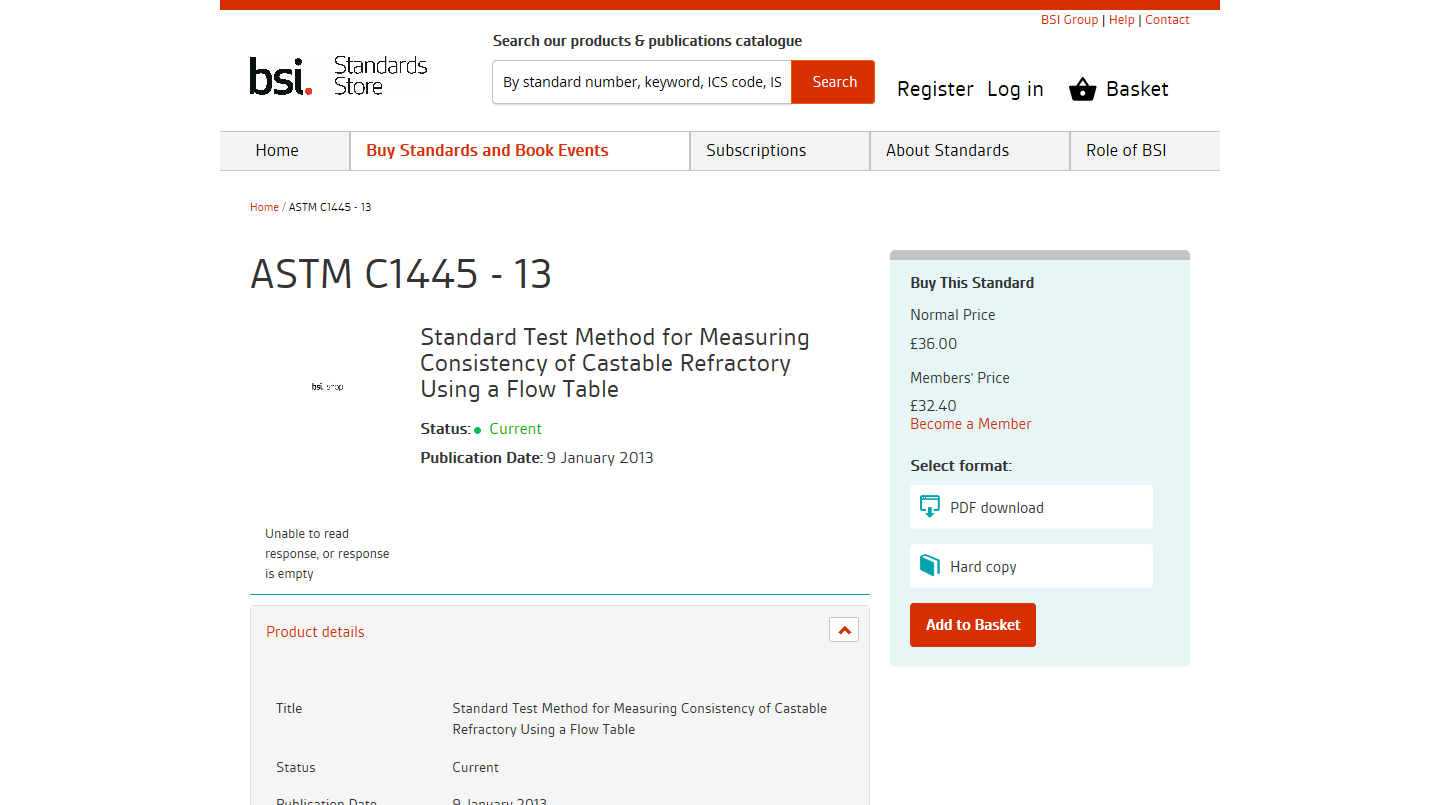 BSI Group | Help | Contact
Search our products & publications catalogue
bsi. Standards
Store
By standard number, keyword, ICS code, IS
Search
Register Log in Basket
Home Buy Standards and Book Events Subscriptions About Standards Role of BSI
Home / ASTM C1445 - 13
ASTM C1445 - 13
bsi. shop
Standard Test Method for Measuring
Consistency of Castable Refractory
Using a Flow Table
Status: Current
Publication Date: 9 January 2013
Unable to read
response, or response
is empty
Product details
Title Standard Test Method for Measuring Consistency of Castable
Refractory Using a Flow Table
Status Current
Publication Date 9 January 2013
Buy This Standard
Normal Price
£36.00
Members' Price
£32.40
Become a Member
Select format:
PDF download
Hard copy
Add to Basket